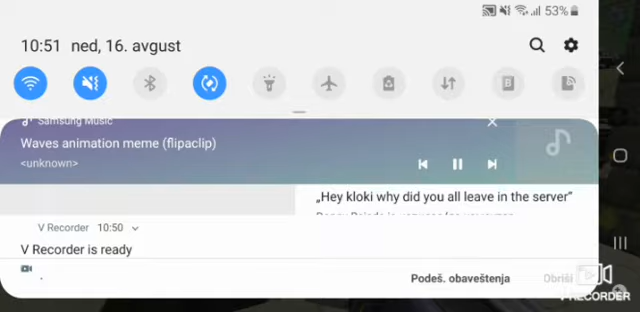 53%
10:51 ned, 16. avgust
Samsung Music
Waves animation meme (flipaclip)
<unknown>
„Hey kloki why did you all leave in the server”
V Recorder 10:50
V Recorder is ready
Podeš. obaveštenja Obriši
V RECORDER